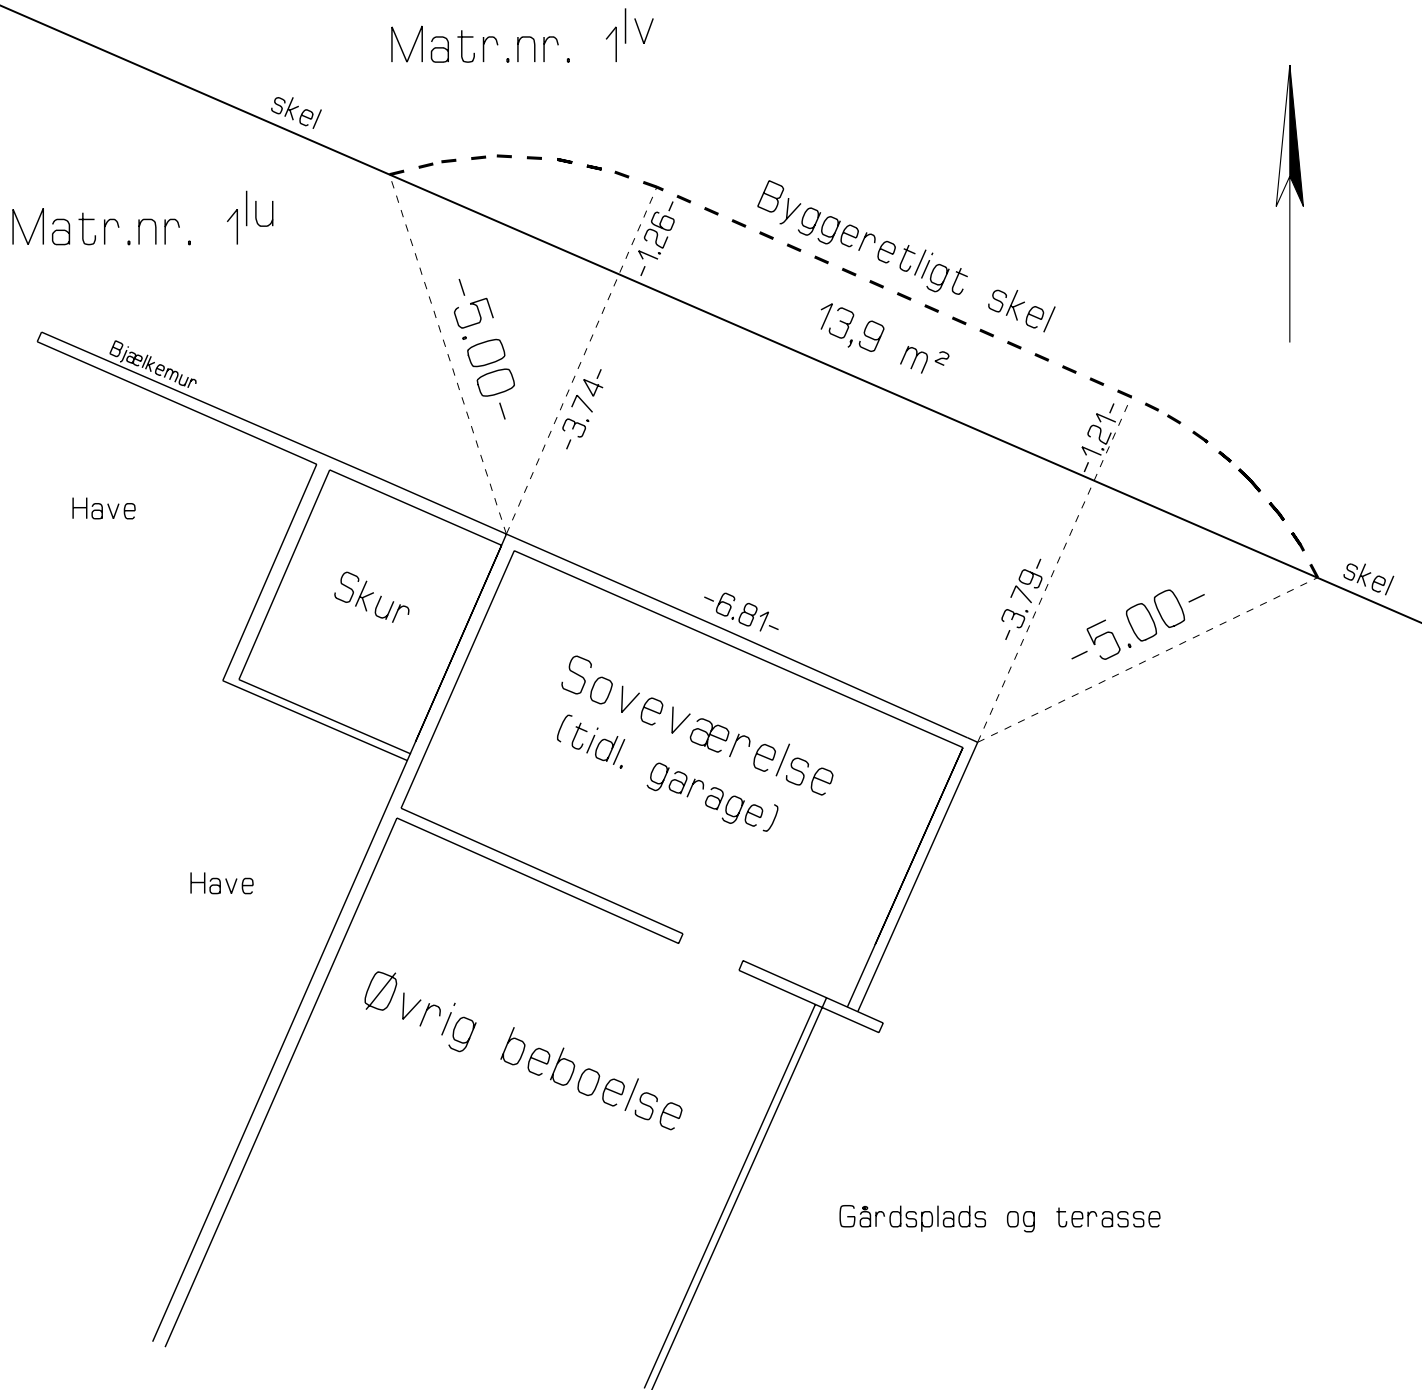 Matr.nr. 1lv
skel
Matr.nr. 1lu
Byggeretligt skel
-1.26-
13,9 m²
-5.00-
-3.74-
-1.21-
Bjælkemur
Have
Skur
-6.81-
-3.79-
-5.00-
skel
Soveværelse
(tidl. garage)
Have
Øvrig beboelse
Gårdsplads og terasse